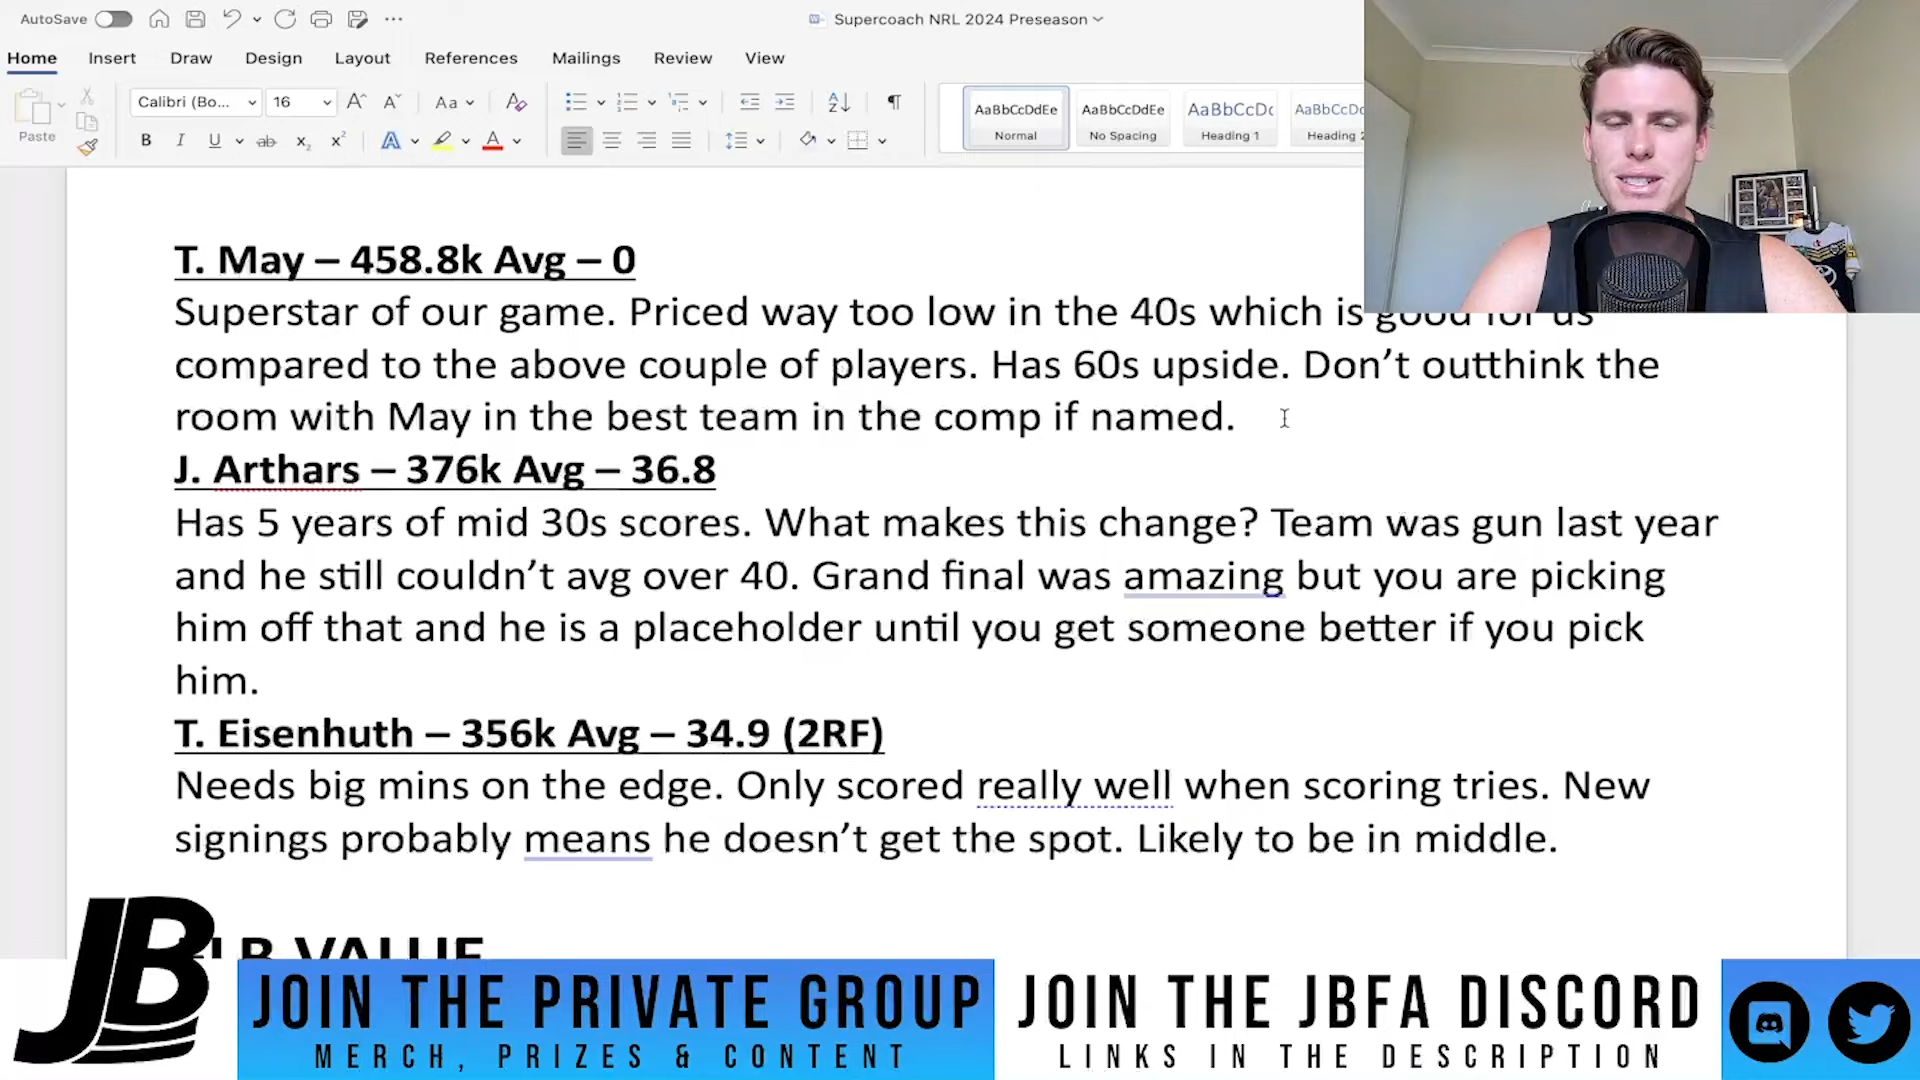 AutoSave
Supercoach NRL 2024 Preseason
Home Insert Draw Design Layout References Mailings Review View
Paste
Calibri (Bo... 16
AaBbCcDdEe AaBbCcDdEe AaBbCcDc AaBbCcDc
Normal No Spacing Heading 1 Heading 2
T. May – 458.8k Avg – 0
Superstar of our game. Priced way too low in the 40s which is good for us
compared to the above couple of players. Has 60s upside. Don’t outthink the
room with May in the best team in the comp if named.
J. Arthars – 376k Avg – 36.8
Has 5 years of mid 30s scores. What makes this change? Team was gun last year
and he still couldn’t avg over 40. Grand final was amazing but you are picking
him off that and he is a placeholder until you get someone better if you pick
him.
T. Eisenhuth – 356k Avg – 34.9 (2RF)
Needs big mins on the edge. Only scored really well when scoring tries. New
signings probably means he doesn’t get the spot. Likely to be in middle.
VALUE
JB
JOIN THE PRIVATE GROUP
MERCH, PRIZES & CONTENT
JOIN THE JBFA DISCORD
LINKS IN THE DESCRIPTION